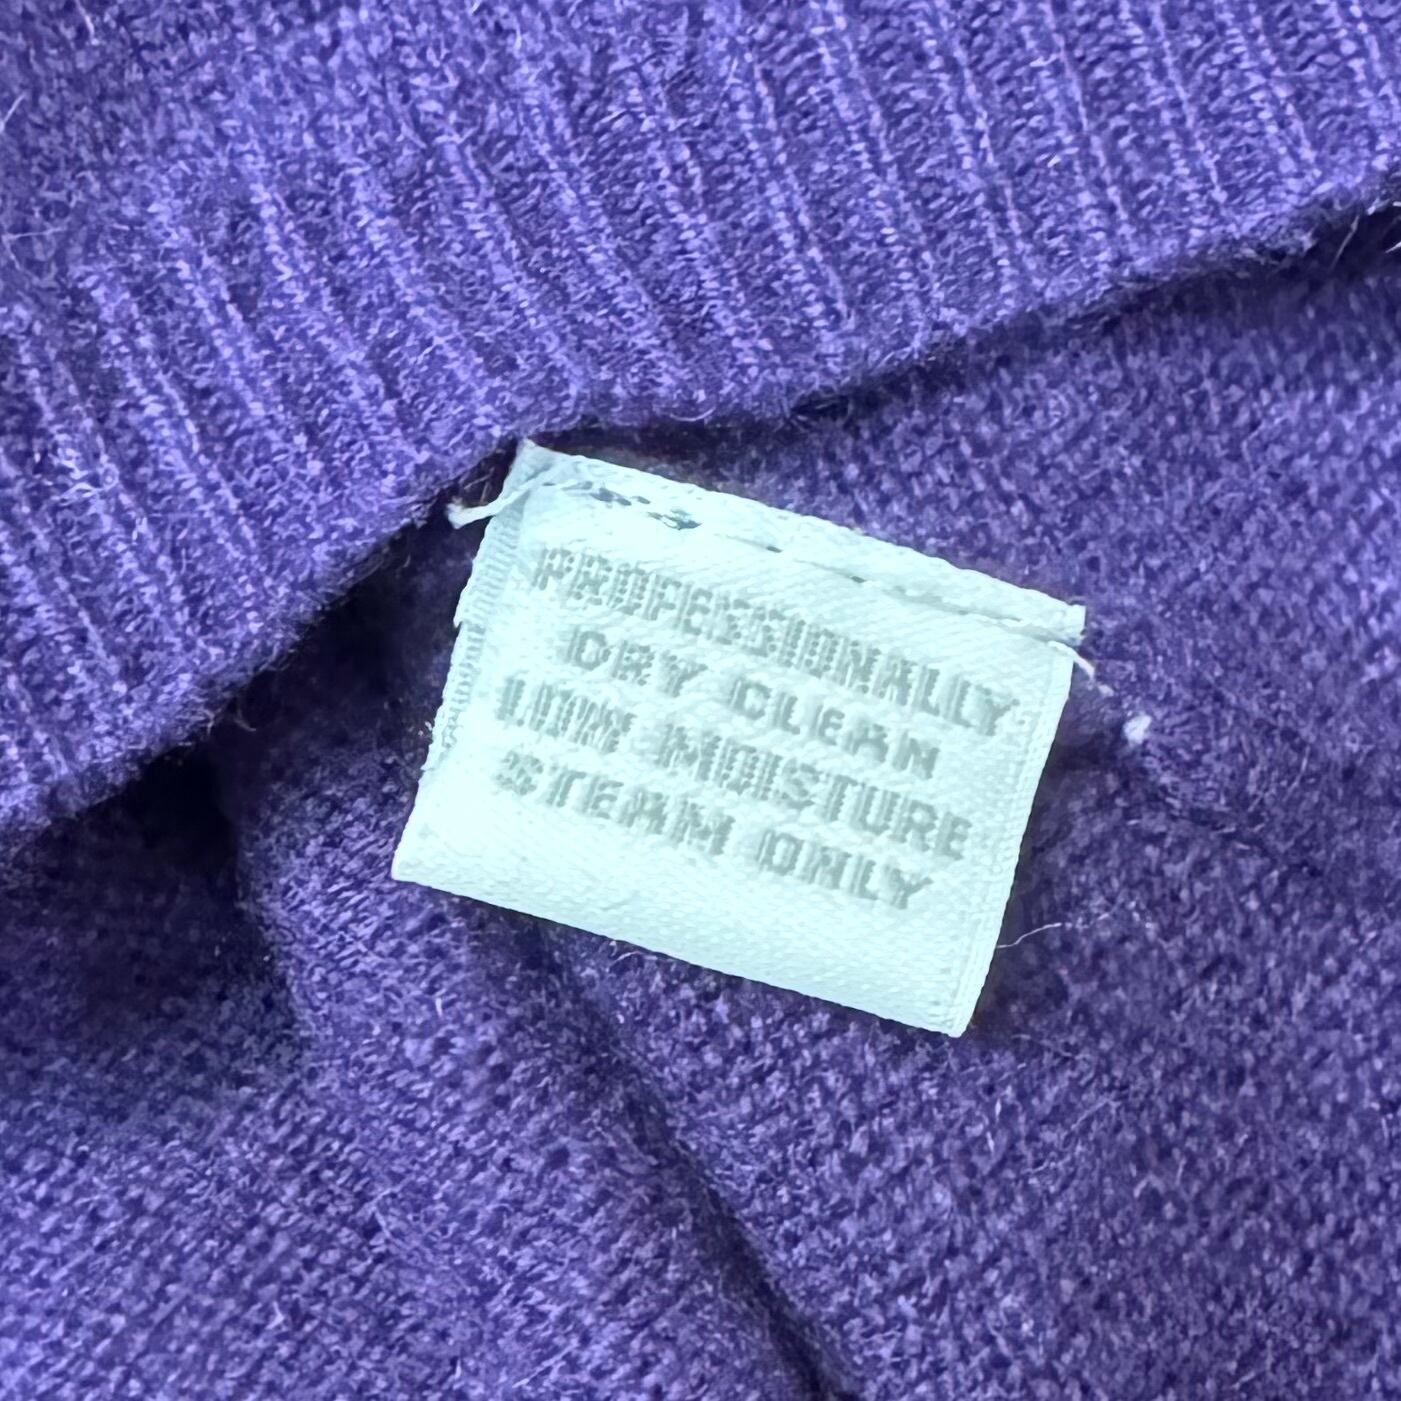 PROFESSIONALLY
DRY CLEAN
LOW MOISTURE
STEAM ONLY